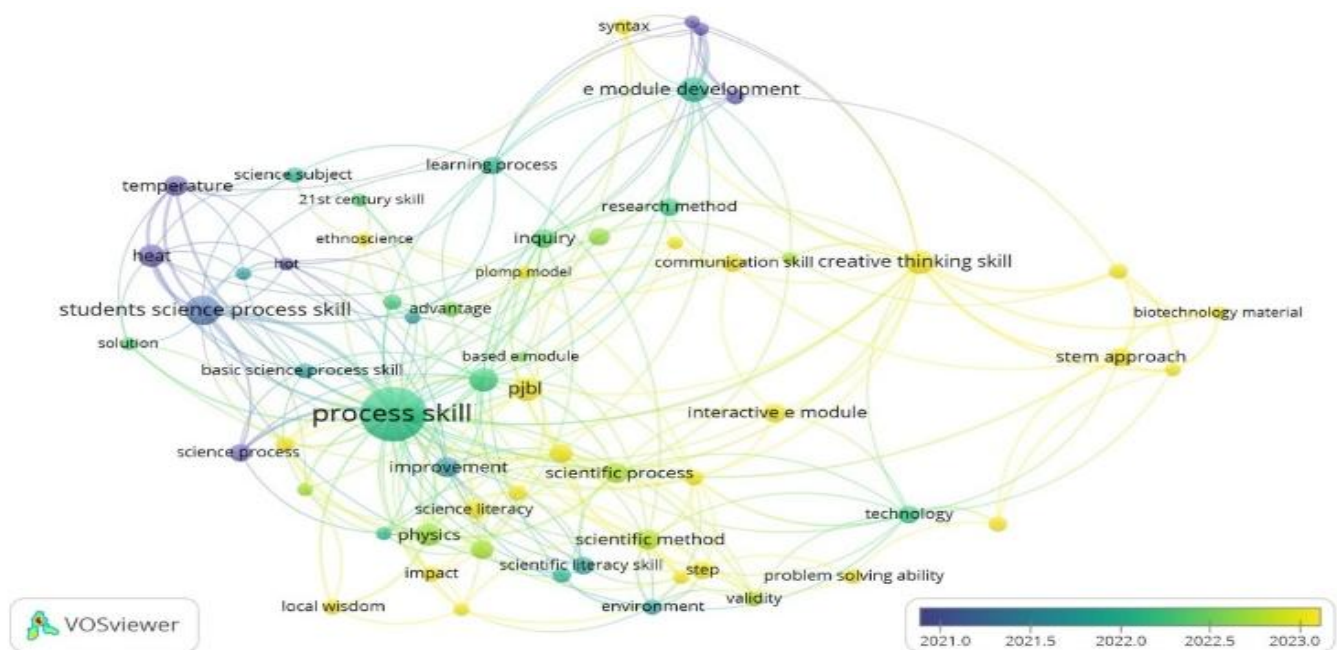 syntax
e module development
learning process
science subject
temperature
21st century skill
research method
ethnoscience
inquiry
heat
hot
plomp model
communication skill
creative thinking skill
students science process skill
advantage
biotechnology material
solution
based e module
stem approach
basic science process skill
pjbl
process skill
interactive e module
science process
improvement
scientific process
science literacy
technology
physics
scientific method
impact
scientific literacy skill
step
problem solving ability
local wisdom
environment
validity
VOSviewer
2021.0 2021.5 2022.0 2022.5 2023.0